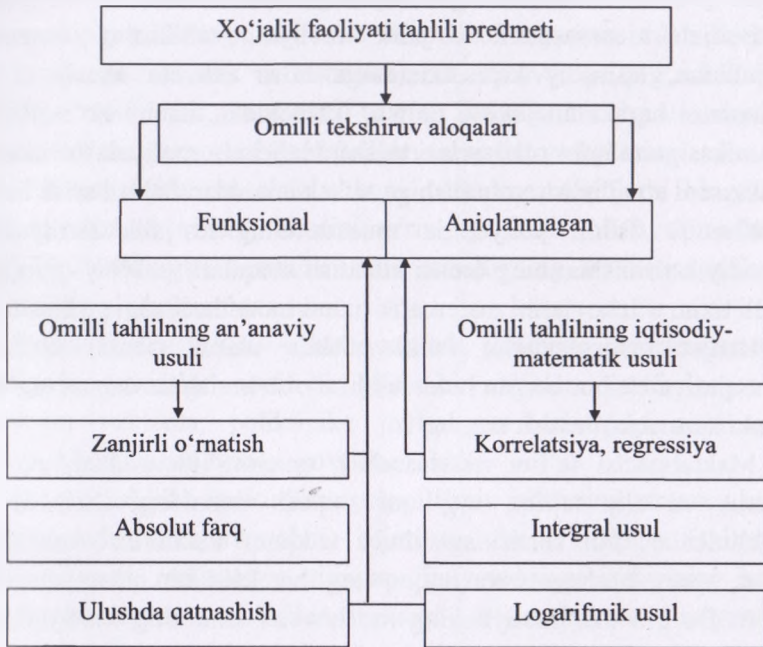 Xo‘jalik faoliyati tahlili predmeti
Omilli tekshiruv aloqalari
Funksional
Aniqlanmagan
Omilli tahlilning an’anaviy
usuli:
Omilli tahlilning iqtisodiy-
matematik usuli:
Zanjirli o‘rnatish
Korrelatsiya, regressiya
Absolut farq
Integral usul
Ulushda qatnashish
Logarifmik usul